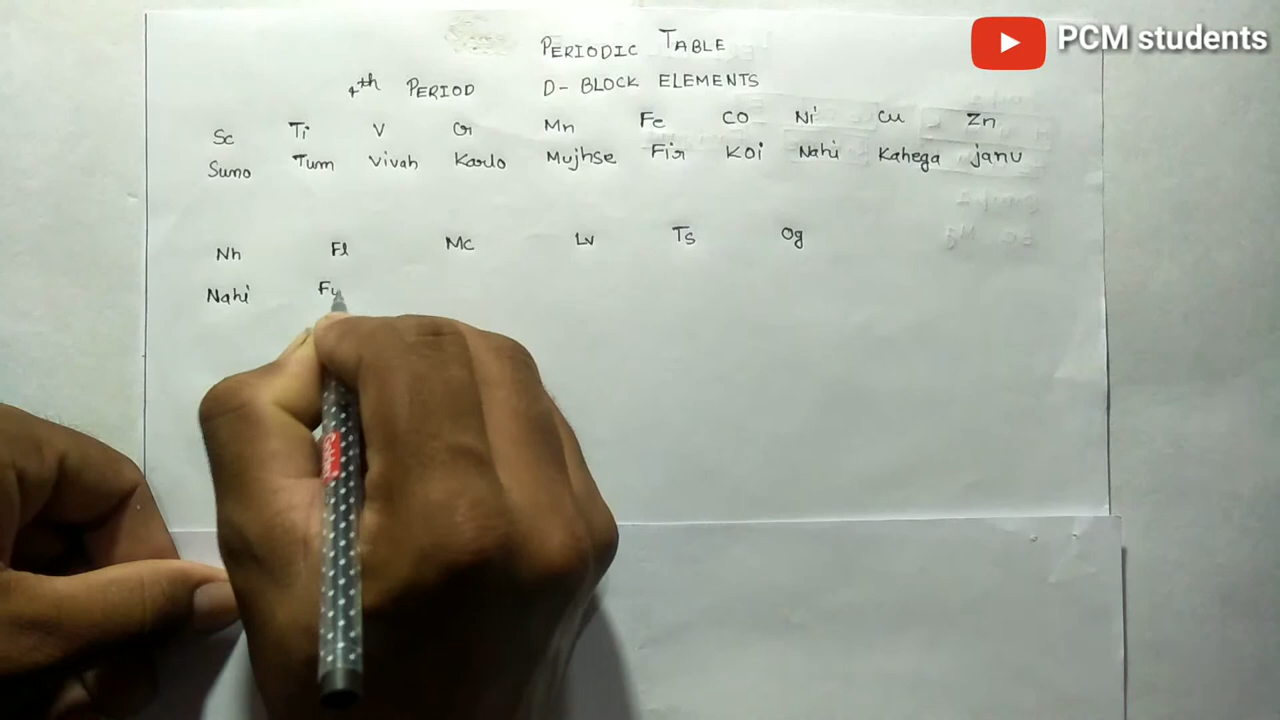 PCM students
PERIODIC TABLE
4th PERIOD D-BLOCK ELEMENTS
Sc Ti V Cr Mn Fe CO Ni Cu Zn
Suno Tum Vivah Karlo Mujhse Fir KOi Nahi Kahega janu
Nh Fl Mc Lv Ts Og
Nahi Fu